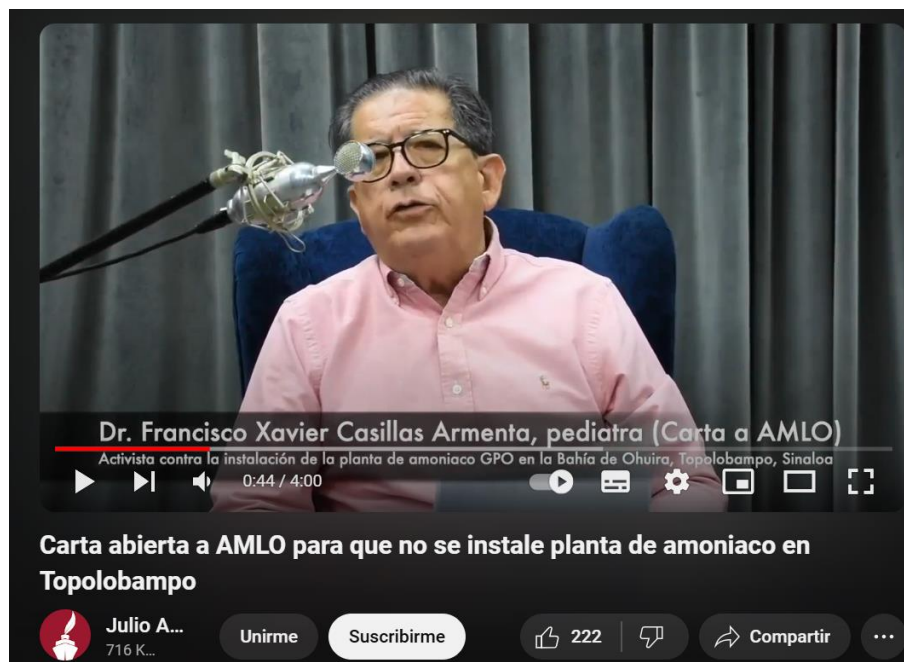 Dr. Francisco Xavier Casillas Armenta, pediatra (Carta a AMLO)
Activista contra la instalación de la planta de amoniaco GPO en la Bahía de Ohuira, Topolobampo, Sinaloa
0:44 / 4:00
Carta abierta a AMLO para que no se instale planta de amoniaco en
Topolobampo
Julio A...
716 K...
Unirme
Suscribirme
222
Compartir